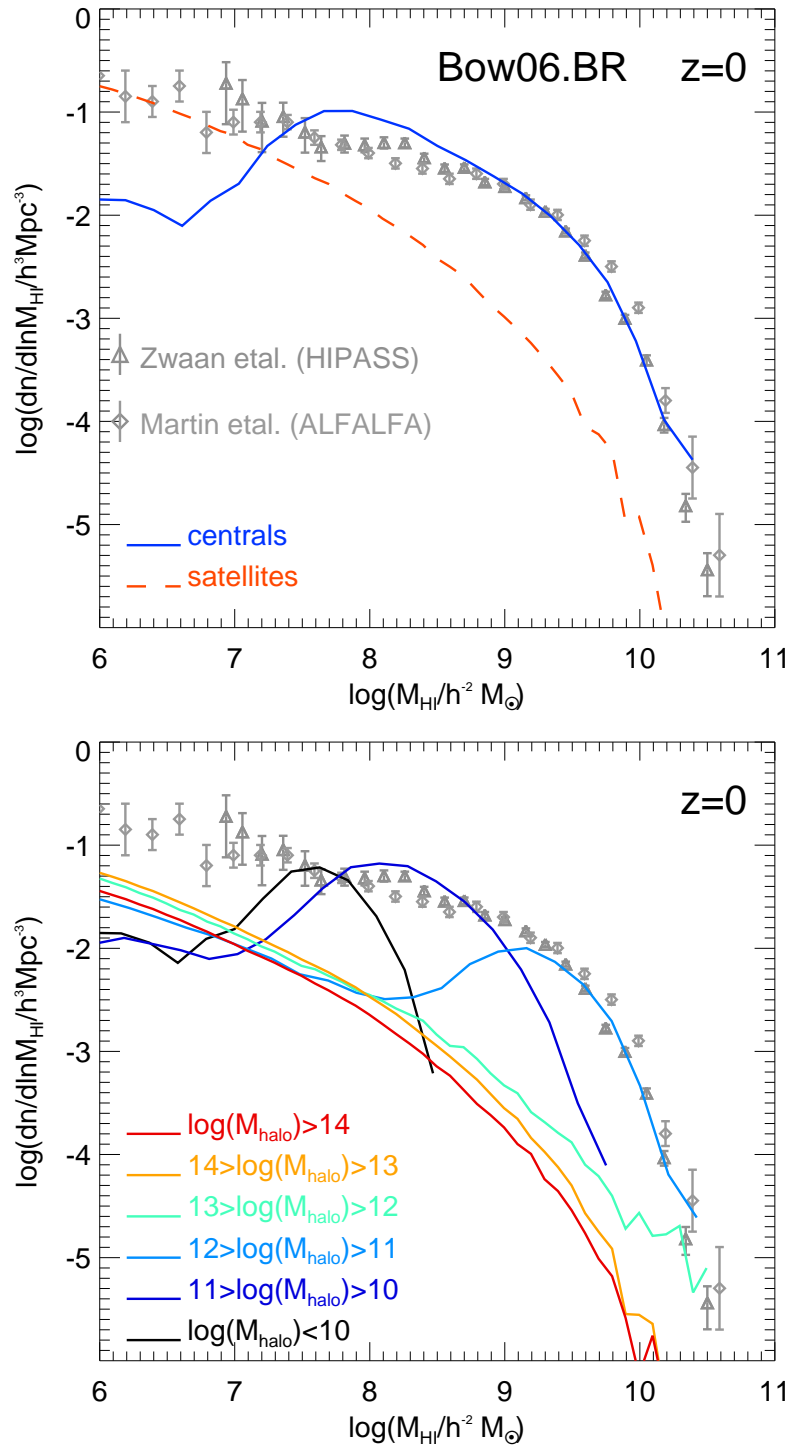 Bow06.BR z=0
0
-1
-2
-3
-4
-5
log(dn/dlnM_HI/h³Mpc⁻³)
Zwaan etal. (HIPASS)
Martin etal. (ALFALFA)
centrals
satellites
6 7 8 9 10 11
log(M_HI/h⁻² M_⊙)
z=0
0
-1
-2
-3
-4
-5
log(dn/dlnM_HI/h³Mpc⁻³)
log(M_halo)>14
14>log(M_halo)>13
13>log(M_halo)>12
12>log(M_halo)>11
11>log(M_halo)>10
log(M_halo)<10
6 7 8 9 10 11
log(M_HI/h⁻² M_⊙)